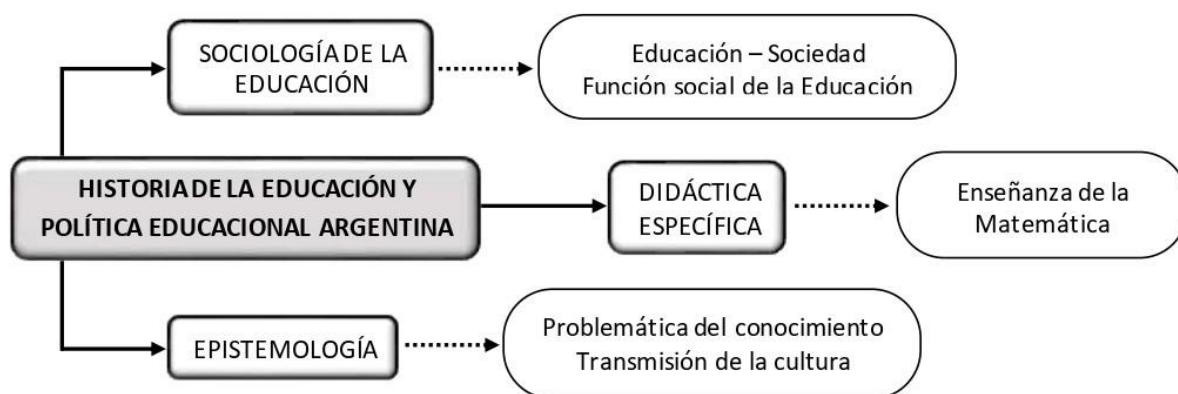 SOCIOLOGÍA DE LA
EDUCACIÓN
Educación – Sociedad
Función social de la Educación
HISTORIA DE LA EDUCACIÓN Y
POLÍTICA EDUCACIONAL ARGENTINA
DIDÁCTICA
ESPECÍFICA
Enseñanza de la
Matemática
EPISTEMOLOGÍA
Problemática del conocimiento
Transmisión de la cultura